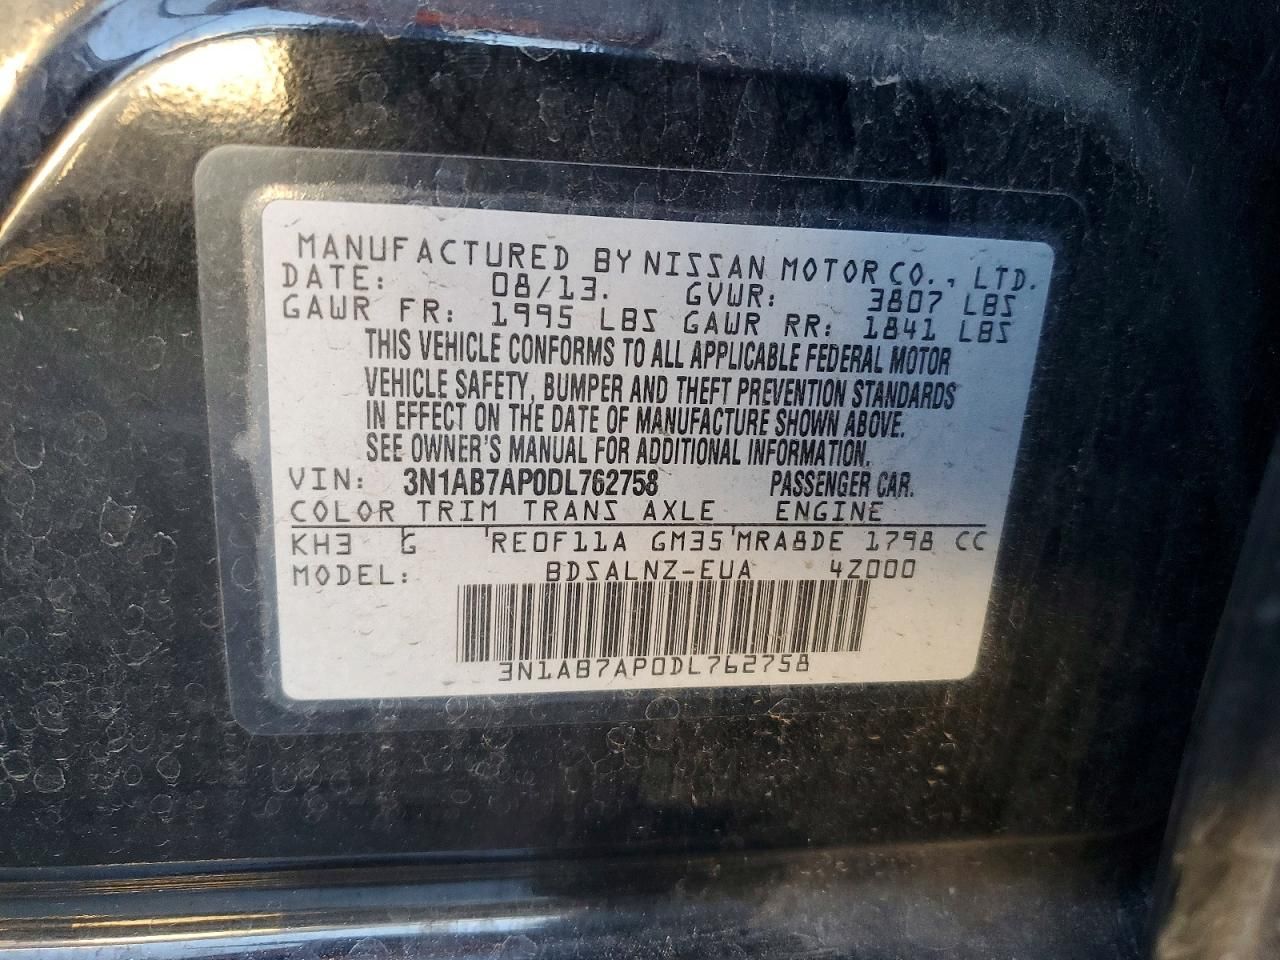 MANUFACTURED BY NISSAN MOTOR CO., LTD.
DATE: 08/13. GVWR: 3807 LBS
GAWR FR: 1995 LBS GAWR RR: 1841 LBS
THIS VEHICLE CONFORMS TO ALL APPLICABLE FEDERAL MOTOR
VEHICLE SAFETY, BUMPER AND THEFT PREVENTION STANDARDS
IN EFFECT ON THE DATE OF MANUFACTURE SHOWN ABOVE.
SEE OWNER'S MANUAL FOR ADDITIONAL INFORMATION.
VIN: 3N1AB7AP0DL762758 PASSENGER CAR.
COLOR TRIM TRANS AXLE ENGINE
KH3 G RE0F11A GM35 MRA8DE 1798 CC
MODEL: BDSALNZ-EUA 4Z000
3N1AB7AP0DL762758